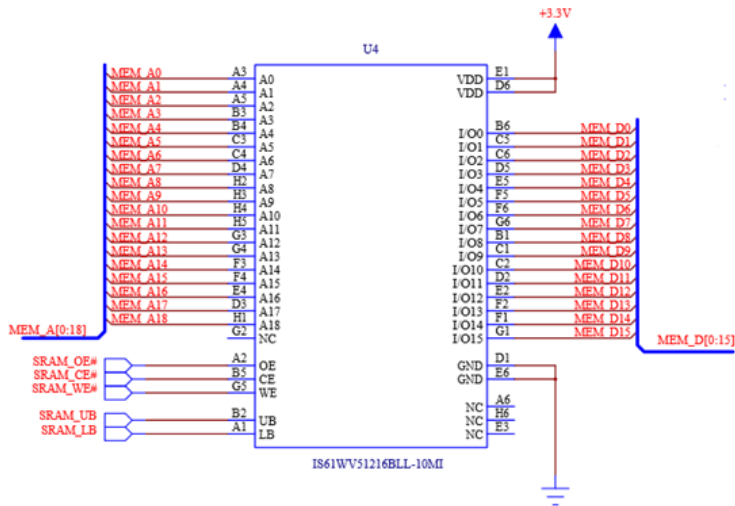 +3.3V
U4
MEM_A0 A3 A0
MEM_A1 A4 A1
MEM_A2 A5 A2
MEM_A3 B3 A3
MEM_A4 B4 A4
MEM_A5 C3 A5
MEM_A6 C4 A6
MEM_A7 D4 A7
MEM_A8 H2 A8
MEM_A9 H3 A9
MEM_A10 H4 A10
MEM_A11 H5 A11
MEM_A12 G3 A12
MEM_A13 G4 A13
MEM_A14 F3 A14
MEM_A15 F4 A15
MEM_A16 E4 A16
MEM_A17 D3 A17
MEM_A18 H1 A18
G2 NC
MEM_A[0:18]
SRAM_OE# A2 OE
SRAM_CE# B5 CE
SRAM_WE# G5 WE
SRAM_UB B2 UB
SRAM_LB A1 LB
VDD E1
VDD D6
I/O0 B6 MEM_D0
I/O1 C5 MEM_D1
I/O2 C6 MEM_D2
I/O3 D5 MEM_D3
I/O4 E5 MEM_D4
I/O5 F5 MEM_D5
I/O6 F6 MEM_D6
I/O7 G6 MEM_D7
I/O8 B1 MEM_D8
I/O9 C1 MEM_D9
I/O10 C2 MEM_D10
I/O11 D2 MEM_D11
I/O12 E2 MEM_D12
I/O13 F2 MEM_D13
I/O14 F1 MEM_D14
I/O15 G1 MEM_D15
MEM_D[0:15]
GND D1
GND E6
NC A6
NC H6
NC E3
IS61WV51216BLL-10MI